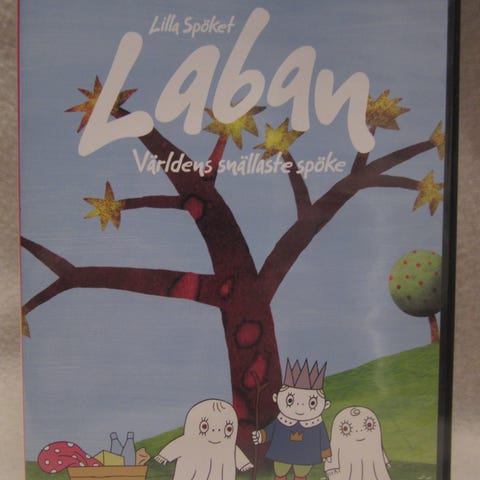 Lilla Spöket
Laban
Världens snällaste spöke